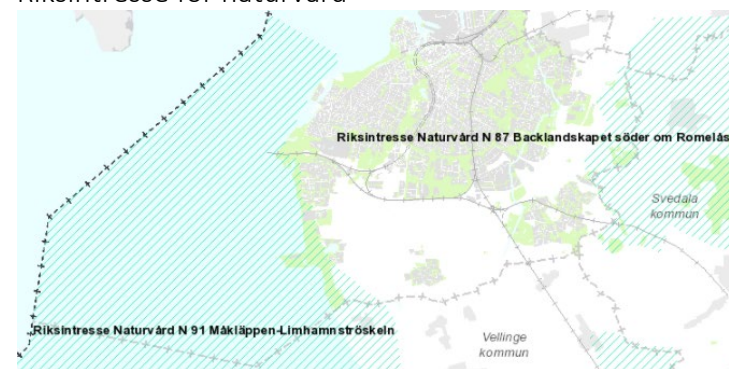 Riksintresse för naturvård
Riksintresse Naturvård N 87 Backlandskapet söder om Romelås
Svedala
kommun
Riksintresse Naturvård N 91 Måkläppen-Limhamnströskeln
Vellinge
kommun